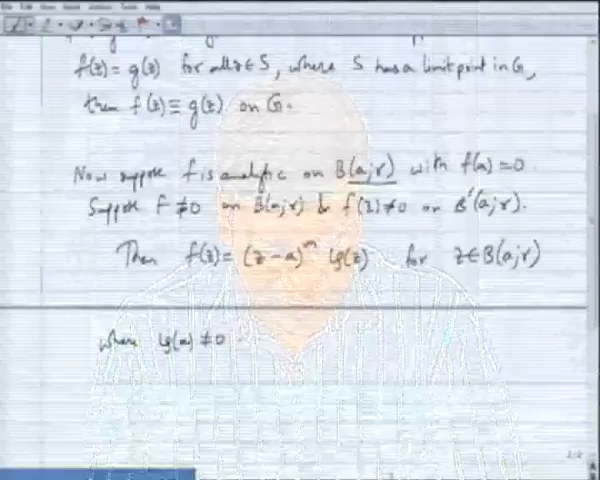 f(z) = g(z) for all z ∈ S, where S has a limit point in G,
then f(z) ≡ g(z) on G.
Now suppose f is analytic on B(a;r) with f(a) = 0
Suppose f ≢ 0 on B(a;r) & f(z) ≠ 0 on B'(a;r).
Then f(z) = (z-a)^m φ(z) for z ∈ B(a;r)
where φ(a) ≠ 0